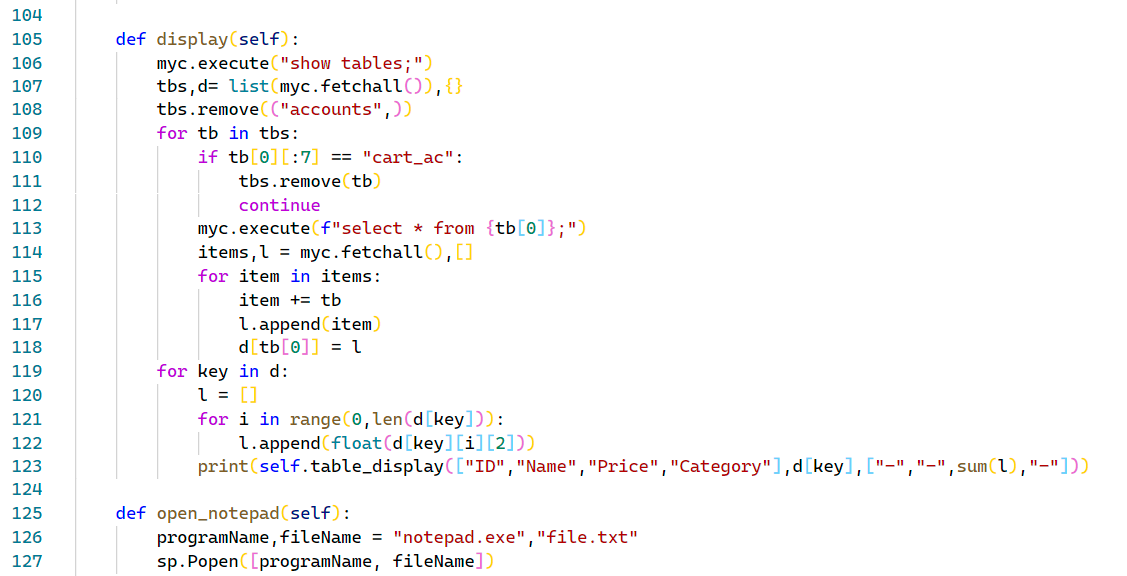 104
105 def display(self):
106 myc.execute("show tables;")
107 tbs,d= list(myc.fetchall()),{}
108 tbs.remove(("accounts",))
109 for tb in tbs:
110 if tb[0][:7] == "cart_ac":
111 tbs.remove(tb)
112 continue
113 myc.execute(f"select * from {tb[0]};")
114 items,l = myc.fetchall(),[]
115 for item in items:
116 item += tb
117 l.append(item)
118 d[tb[0]] = l
119 for key in d:
120 l = []
121 for i in range(0,len(d[key])):
122 l.append(float(d[key][i][2]))
123 print(self.table_display(["ID","Name","Price","Category"],d[key],["-","-",sum(l),"-"]))
124
125 def open_notepad(self):
126 programName,fileName = "notepad.exe","file.txt"
127 sp.Popen([programName, fileName])